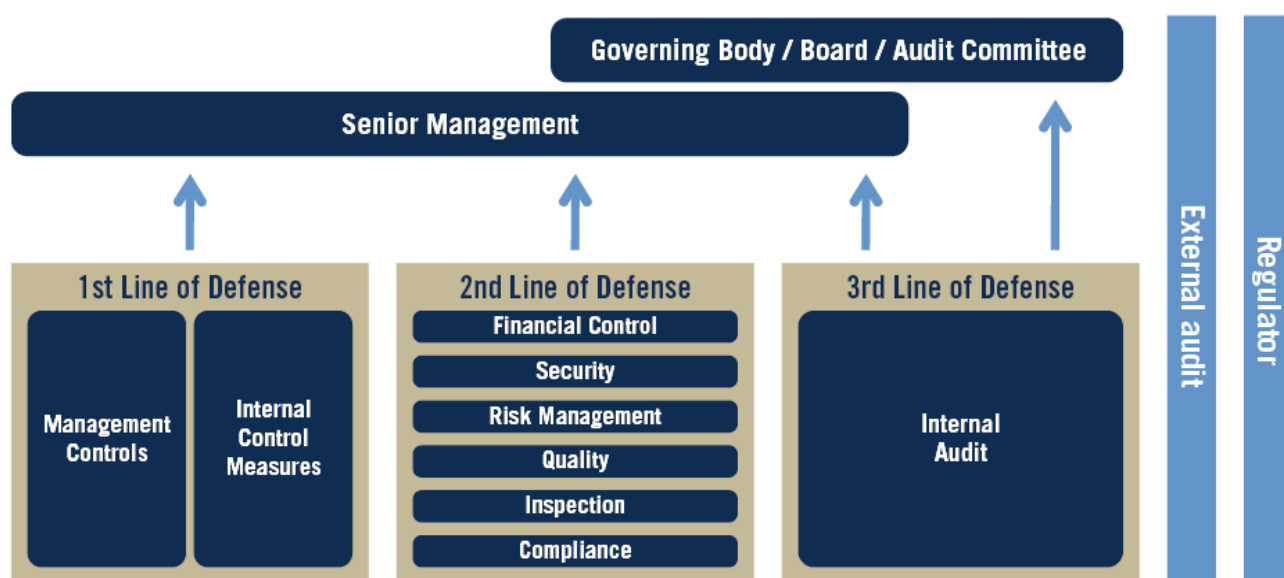 Governing Body / Board / Audit Committee
Senior Management
1st Line of Defense
Management
Controls
Internal
Control
Measures
2nd Line of Defense
Financial Control
Security
Risk Management
Quality
Inspection
Compliance
3rd Line of Defense
Internal
Audit
External audit
Regulator